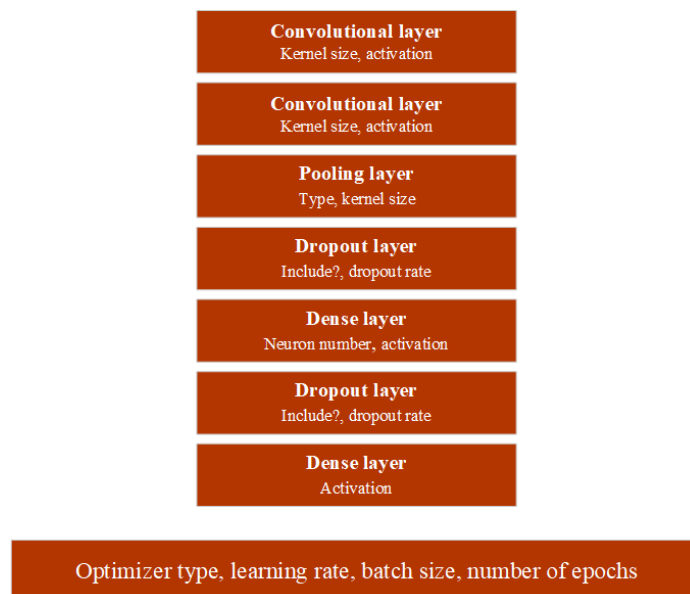 Convolutional layer
Kernel size, activation
Convolutional layer
Kernel size, activation
Pooling layer
Type, kernel size
Dropout layer
Include?, dropout rate
Dense layer
Neuron number, activation
Dropout layer
Include?, dropout rate
Dense layer
Activation
Optimizer type, learning rate, batch size, number of epochs